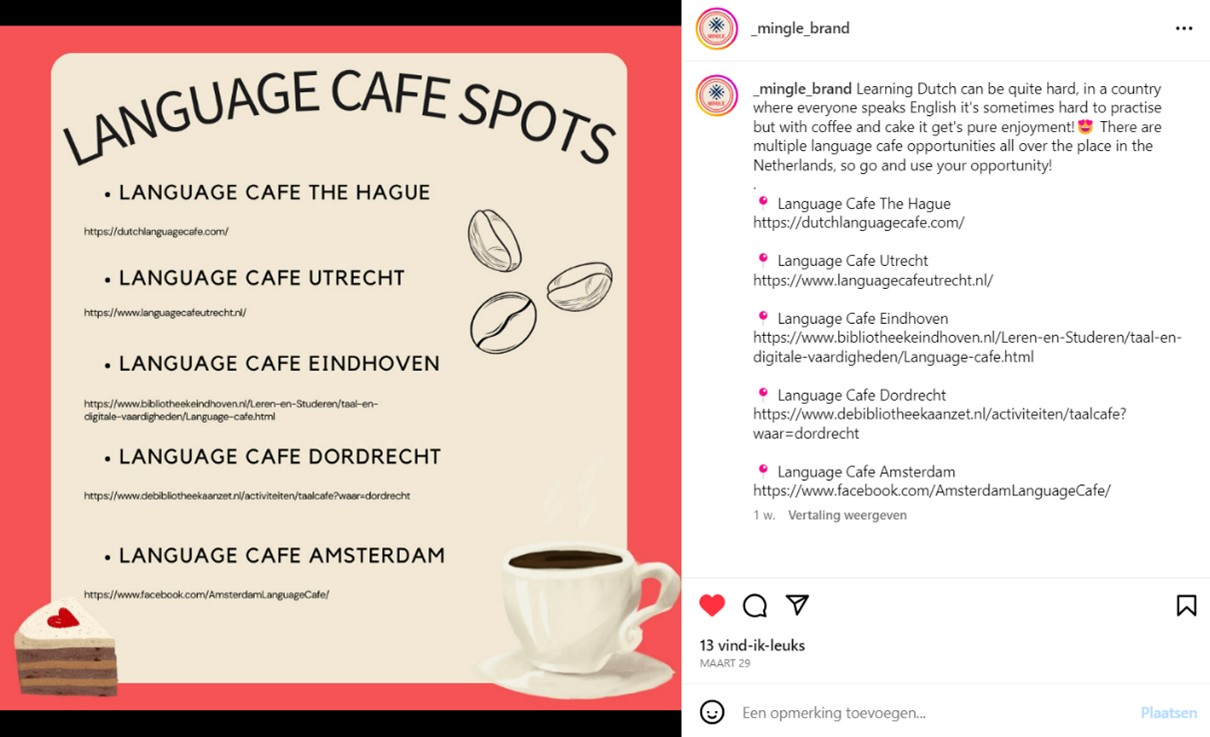 LANGUAGE CAFE SPOTS
• LANGUAGE CAFE THE HAGUE
https://dutchlanguagecafe.com/
• LANGUAGE CAFE UTRECHT
https://www.languagecafeutrecht.nl/
• LANGUAGE CAFE EINDHOVEN
https://www.bibliotheekeindhoven.nl/Leren-en-Studeren/taal-en-
digitale-vaardigheden/Language-cafe.html
• LANGUAGE CAFE DORDRECHT
https://www.debibliotheekaanzet.nl/activiteiten/taalcafe?waar=dordrecht
• LANGUAGE CAFE AMSTERDAM
https://www.facebook.com/AmsterdamLanguageCafe/
MINGLE
_mingle_brand
MINGLE
_mingle_brand Learning Dutch can be quite hard, in a country
where everyone speaks English it's sometimes hard to practise
but with coffee and cake it get's pure enjoyment!😍 There are
multiple language cafe opportunities all over the place in the
Netherlands, so go and use your opportunity!
.
📍 Language Cafe The Hague
https://dutchlanguagecafe.com/
📍 Language Cafe Utrecht
https://www.languagecafeutrecht.nl/
📍 Language Cafe Eindhoven
https://www.bibliotheekeindhoven.nl/Leren-en-Studeren/taal-en-
digitale-vaardigheden/Language-cafe.html
📍 Language Cafe Dordrecht
https://www.debibliotheekaanzet.nl/activiteiten/taalcafe?
waar=dordrecht
📍 Language Cafe Amsterdam
https://www.facebook.com/AmsterdamLanguageCafe/
1 w. Vertaling weergeven
13 vind-ik-leuks
MAART 29
Een opmerking toevoegen...
Plaatsen